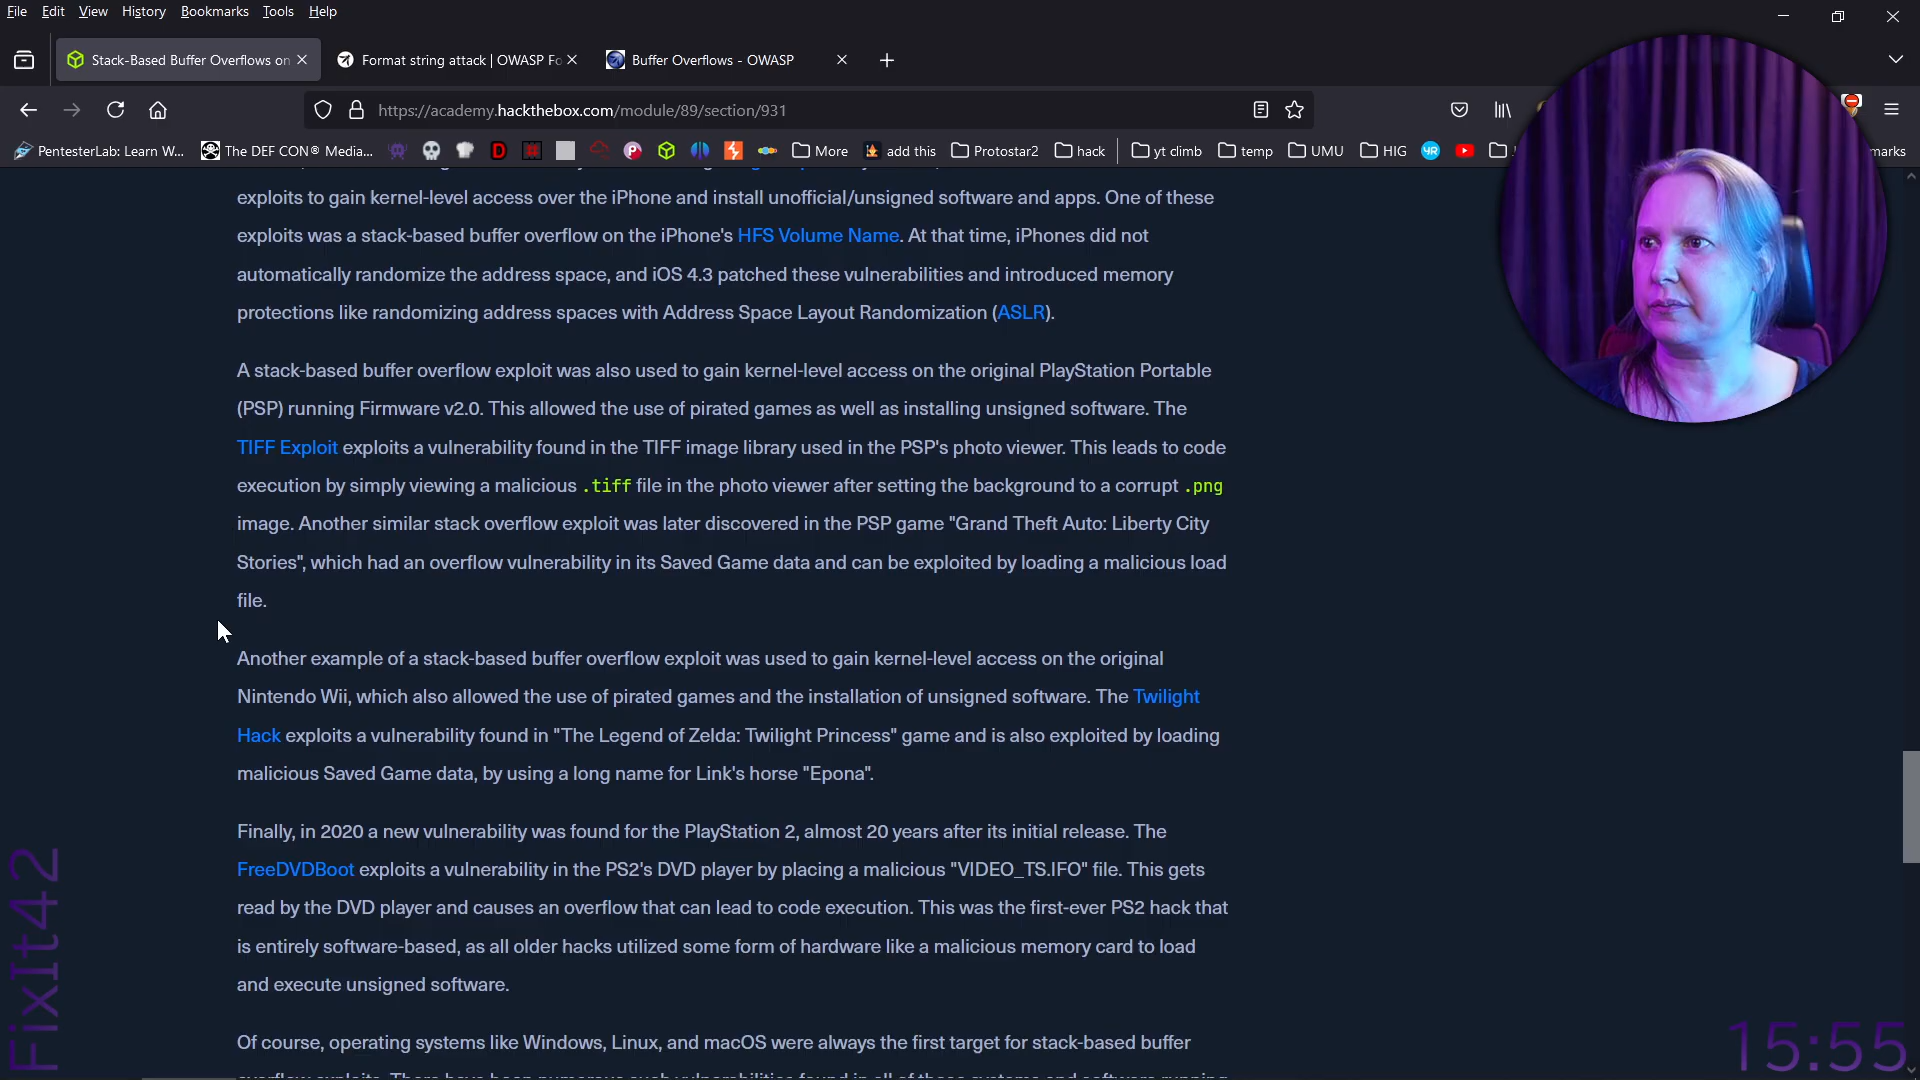 File Edit View History Bookmarks Tools Help
Stack-Based Buffer Overflows on
Format string attack | OWASP Fo
Buffer Overflows - OWASP
https://academy.hackthebox.com/module/89/section/931
PentesterLab: Learn W...
The DEF CON® Media...
More
add this
Protostar2
hack
yt climb
temp
UMU
HIG
marks
exploits to gain kernel-level access over the iPhone and install unofficial/unsigned software and apps. One of these
exploits was a stack-based buffer overflow on the iPhone's HFS Volume Name. At that time, iPhones did not
automatically randomize the address space, and iOS 4.3 patched these vulnerabilities and introduced memory
protections like randomizing address spaces with Address Space Layout Randomization (ASLR).
A stack-based buffer overflow exploit was also used to gain kernel-level access on the original PlayStation Portable
(PSP) running Firmware v2.0. This allowed the use of pirated games as well as installing unsigned software. The
TIFF Exploit exploits a vulnerability found in the TIFF image library used in the PSP's photo viewer. This leads to code
execution by simply viewing a malicious .tiff file in the photo viewer after setting the background to a corrupt .png
image. Another similar stack overflow exploit was later discovered in the PSP game "Grand Theft Auto: Liberty City
Stories", which had an overflow vulnerability in its Saved Game data and can be exploited by loading a malicious load
file.
Another example of a stack-based buffer overflow exploit was used to gain kernel-level access on the original
Nintendo Wii, which also allowed the use of pirated games and the installation of unsigned software. The Twilight
Hack exploits a vulnerability found in "The Legend of Zelda: Twilight Princess" game and is also exploited by loading
malicious Saved Game data, by using a long name for Link's horse "Epona".
Finally, in 2020 a new vulnerability was found for the PlayStation 2, almost 20 years after its initial release. The
FreeDVDBoot exploits a vulnerability in the PS2's DVD player by placing a malicious "VIDEO_TS.IFO" file. This gets
read by the DVD player and causes an overflow that can lead to code execution. This was the first-ever PS2 hack that
is entirely software-based, as all older hacks utilized some form of hardware like a malicious memory card to load
and execute unsigned software.
Of course, operating systems like Windows, Linux, and macOS were always the first target for stack-based buffer
FixIt42
15:55